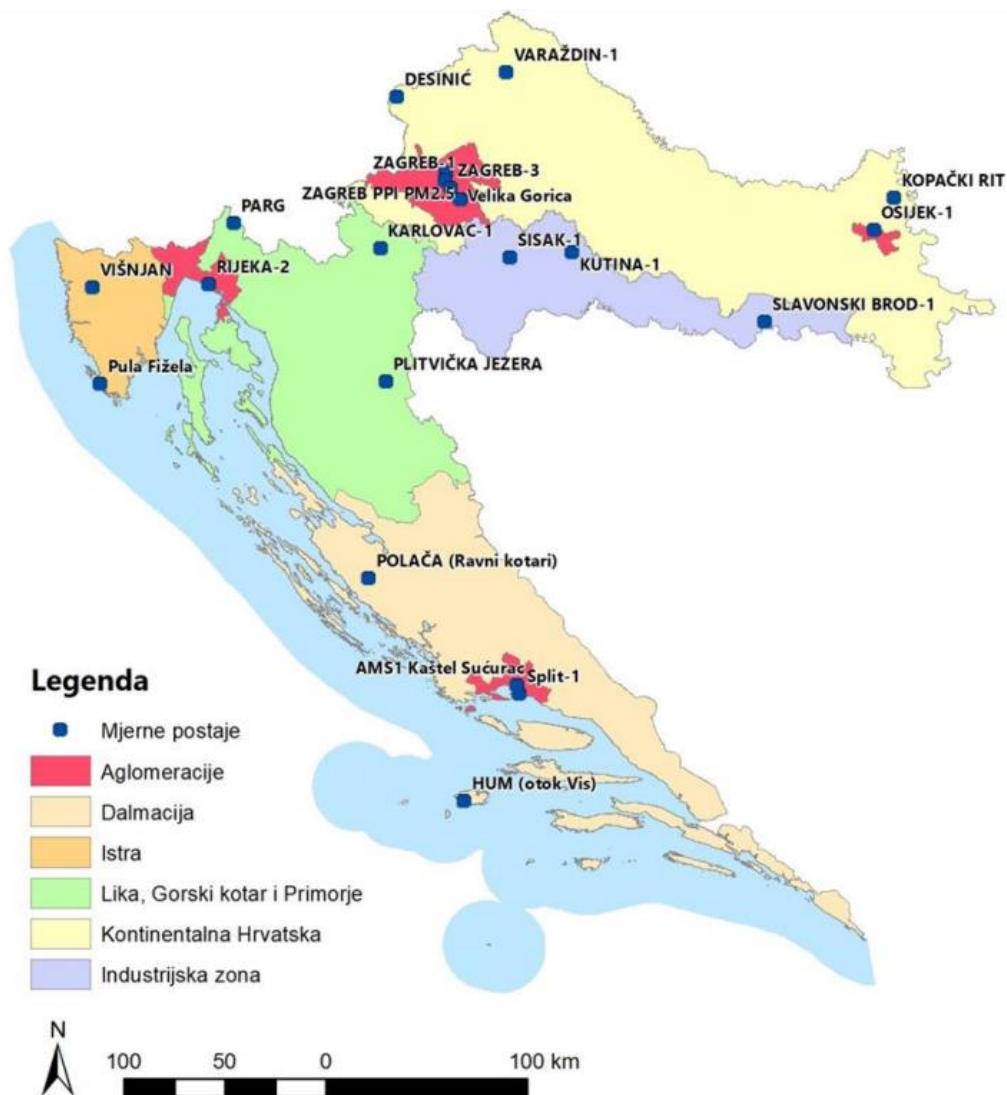 VARAŽDIN-1
DESINIĆ
ZAGREB-1
ZAGREB-3
ZAGREB PPI PM2.5
Velika Gorica
KOPAČKI RIT
OSIJEK-1
PARG
KARLOVAC-1
SISAK-1
KUTINA-1
VIŠNJAN
RIJEKA-2
SLAVONSKI BROD-1
Pula Fižela
PLITVIČKA JEZERA
POLAČA (Ravni kotari)
AMS1 Kaštel Sućurac
Split-1
HUM (otok Vis)
Legenda
Mjerne postaje
Aglomeracije
Dalmacija
Istra
Lika, Gorski kotar i Primorje
Kontinentalna Hrvatska
Industrijska zona
N
100 50 0 100 km